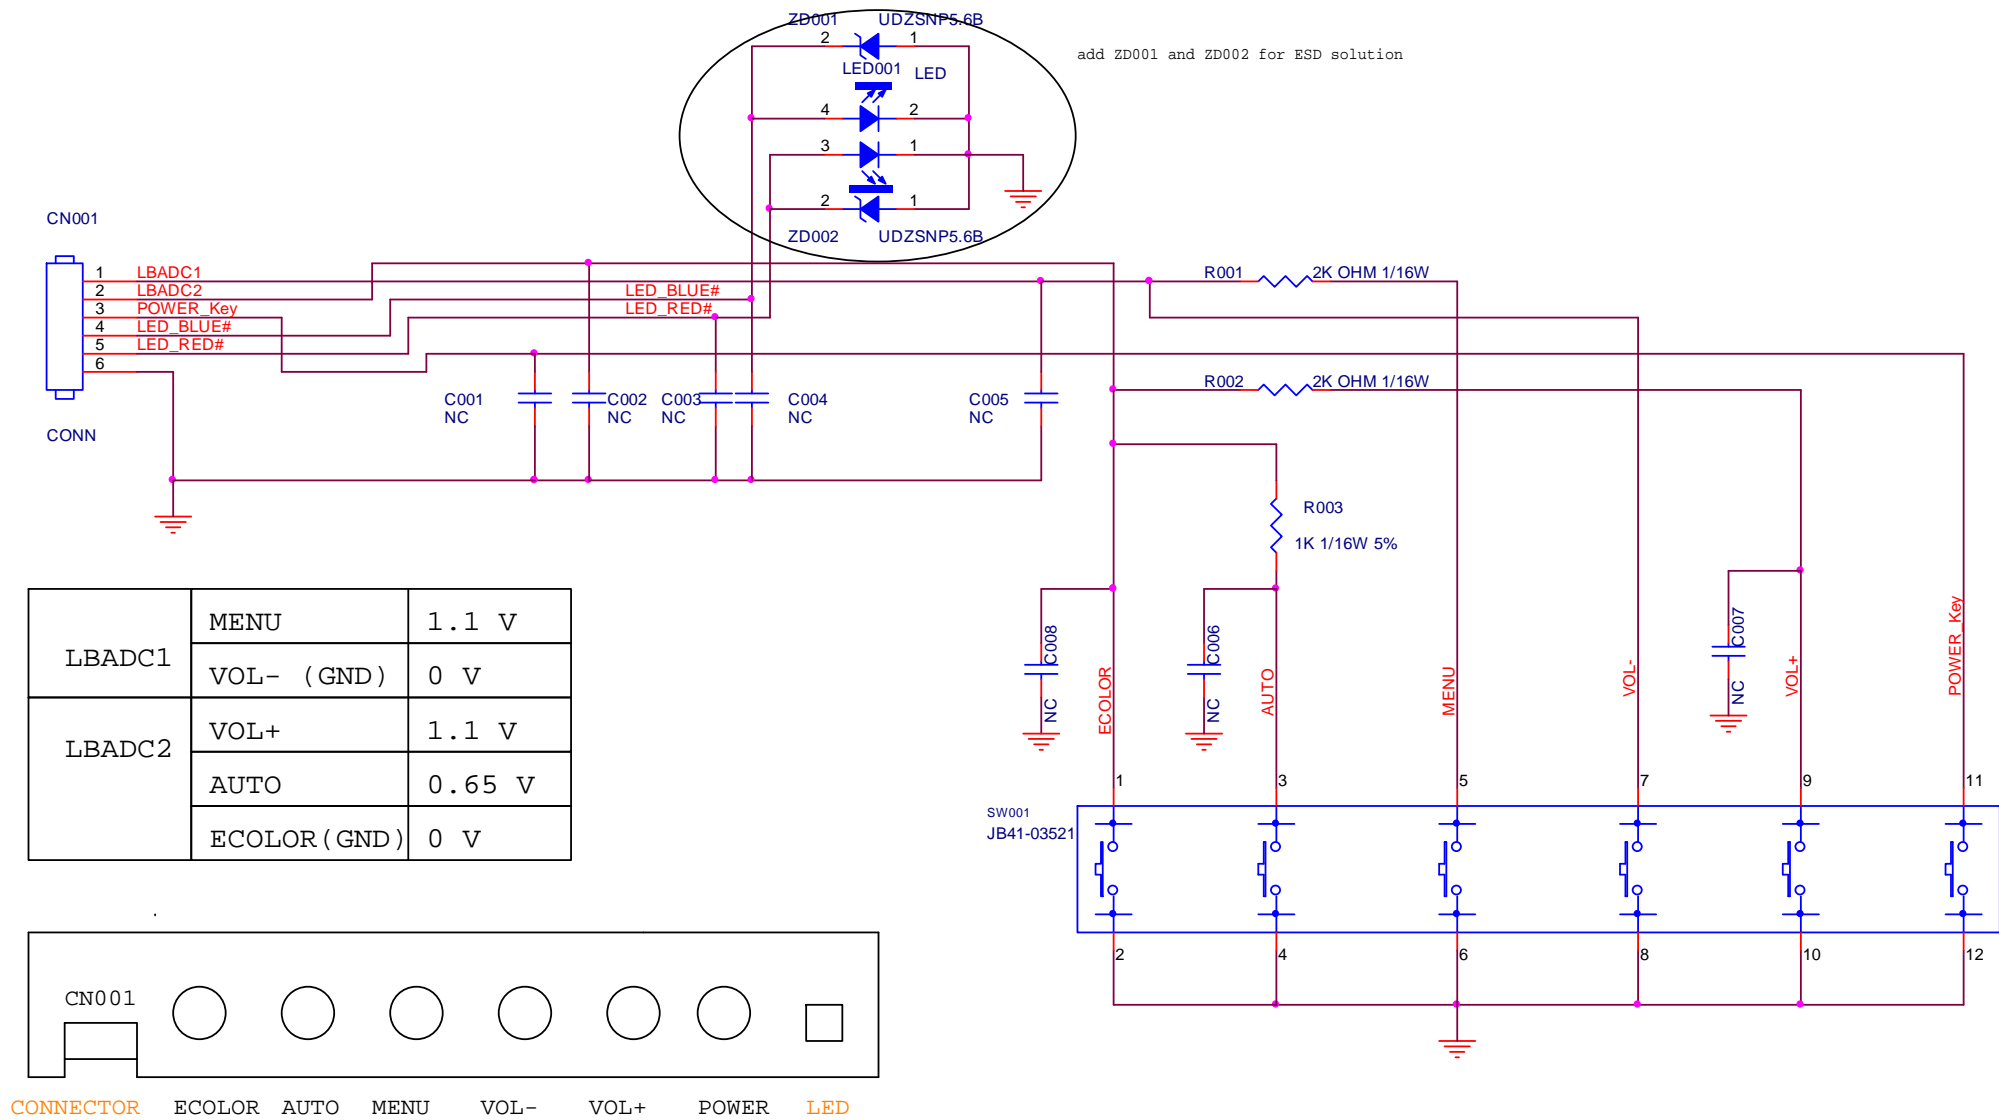 ZD001 UDZSNP5.6B
2 1
add ZD001 and ZD002 for ESD solution
LED001 LED
4 2
3 1
2 1
ZD002 UDZSNP5.6B
CN001
1 LBADC1
2 LBADC2
3 POWER_Key
4 LED_BLUE#
5 LED_RED#
6
CONN
LED_BLUE#
LED_RED#
R001 2K OHM 1/16W
R002 2K OHM 1/16W
C001
NC
C002
NC
C003
NC
C004
NC
C005
NC
R003
1K 1/16W 5%
C008
NC
ECOLOR
C006
NC
AUTO
MENU
VOL-
C007
NC
VOL+
POWER_Key
LBADC1
MENU 1.1 V
VOL- (GND) 0 V
LBADC2
VOL+ 1.1 V
AUTO 0.65 V
ECOLOR(GND) 0 V
1 3 5 7 9 11
SW001
JB41-03521
2 4 6 8 10 12
CN001
CONNECTOR ECOLOR AUTO MENU VOL- VOL+ POWER LED